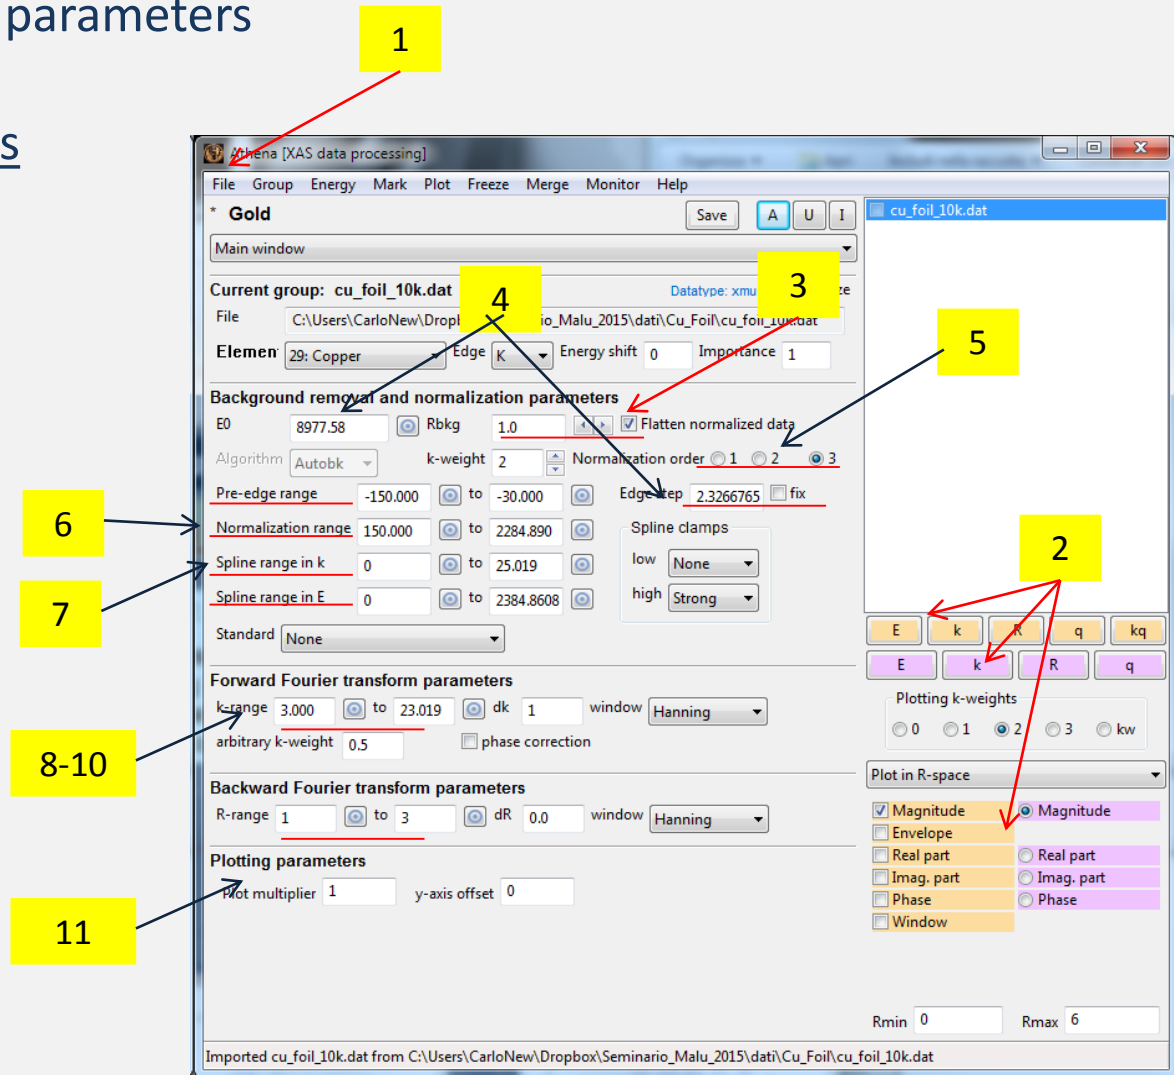 parameters
1
s
Athena [XAS data processing]
File Group Energy Mark Plot Freeze Merge Monitor Help
* Gold
Save A U I
Main window
cu_foil_10k.dat
Current group: cu_foil_10k.dat
4
Datatype: xmu
3
ze
File
C:\Users\CarloNew\Drop
io_Malu_2015\dati\Cu_Foil\cu_foil_10k.dat
Elemen 29: Copper Edge K Energy shift 0 Importance 1
5
Background removal and normalization parameters
E0 8977.58 Rbkg 1.0 Flatten normalized data
Algorithm Autobk k-weight 2 Normalization order 1 2 3
Pre-edge range -150.000 to -30.000 Edge step 2.3266765 fix
6
Normalization range 150.000 to 2284.890 Spline clamps
Spline range in k 0 to 25.019 low None
2
7
Spline range in E 0 to 2384.8608 high Strong
Standard None
E k R q kq
E k R q
Forward Fourier transform parameters
k-range 3.000 to 23.019 dk 1 window Hanning
arbitrary k-weight 0.5 phase correction
8-10
Plotting k-weights
0 1 2 3 kw
Plot in R-space
Backward Fourier transform parameters
R-range 1 to 3 dR 0.0 window Hanning
Magnitude Magnitude
Envelope
Real part Real part
Imag. part Imag. part
Phase Phase
Window
Plotting parameters
Plot multiplier 1 y-axis offset 0
11
Rmin 0 Rmax 6
Imported cu_foil_10k.dat from C:\Users\CarloNew\Dropbox\Seminario_Malu_2015\dati\Cu_Foil\cu_foil_10k.dat